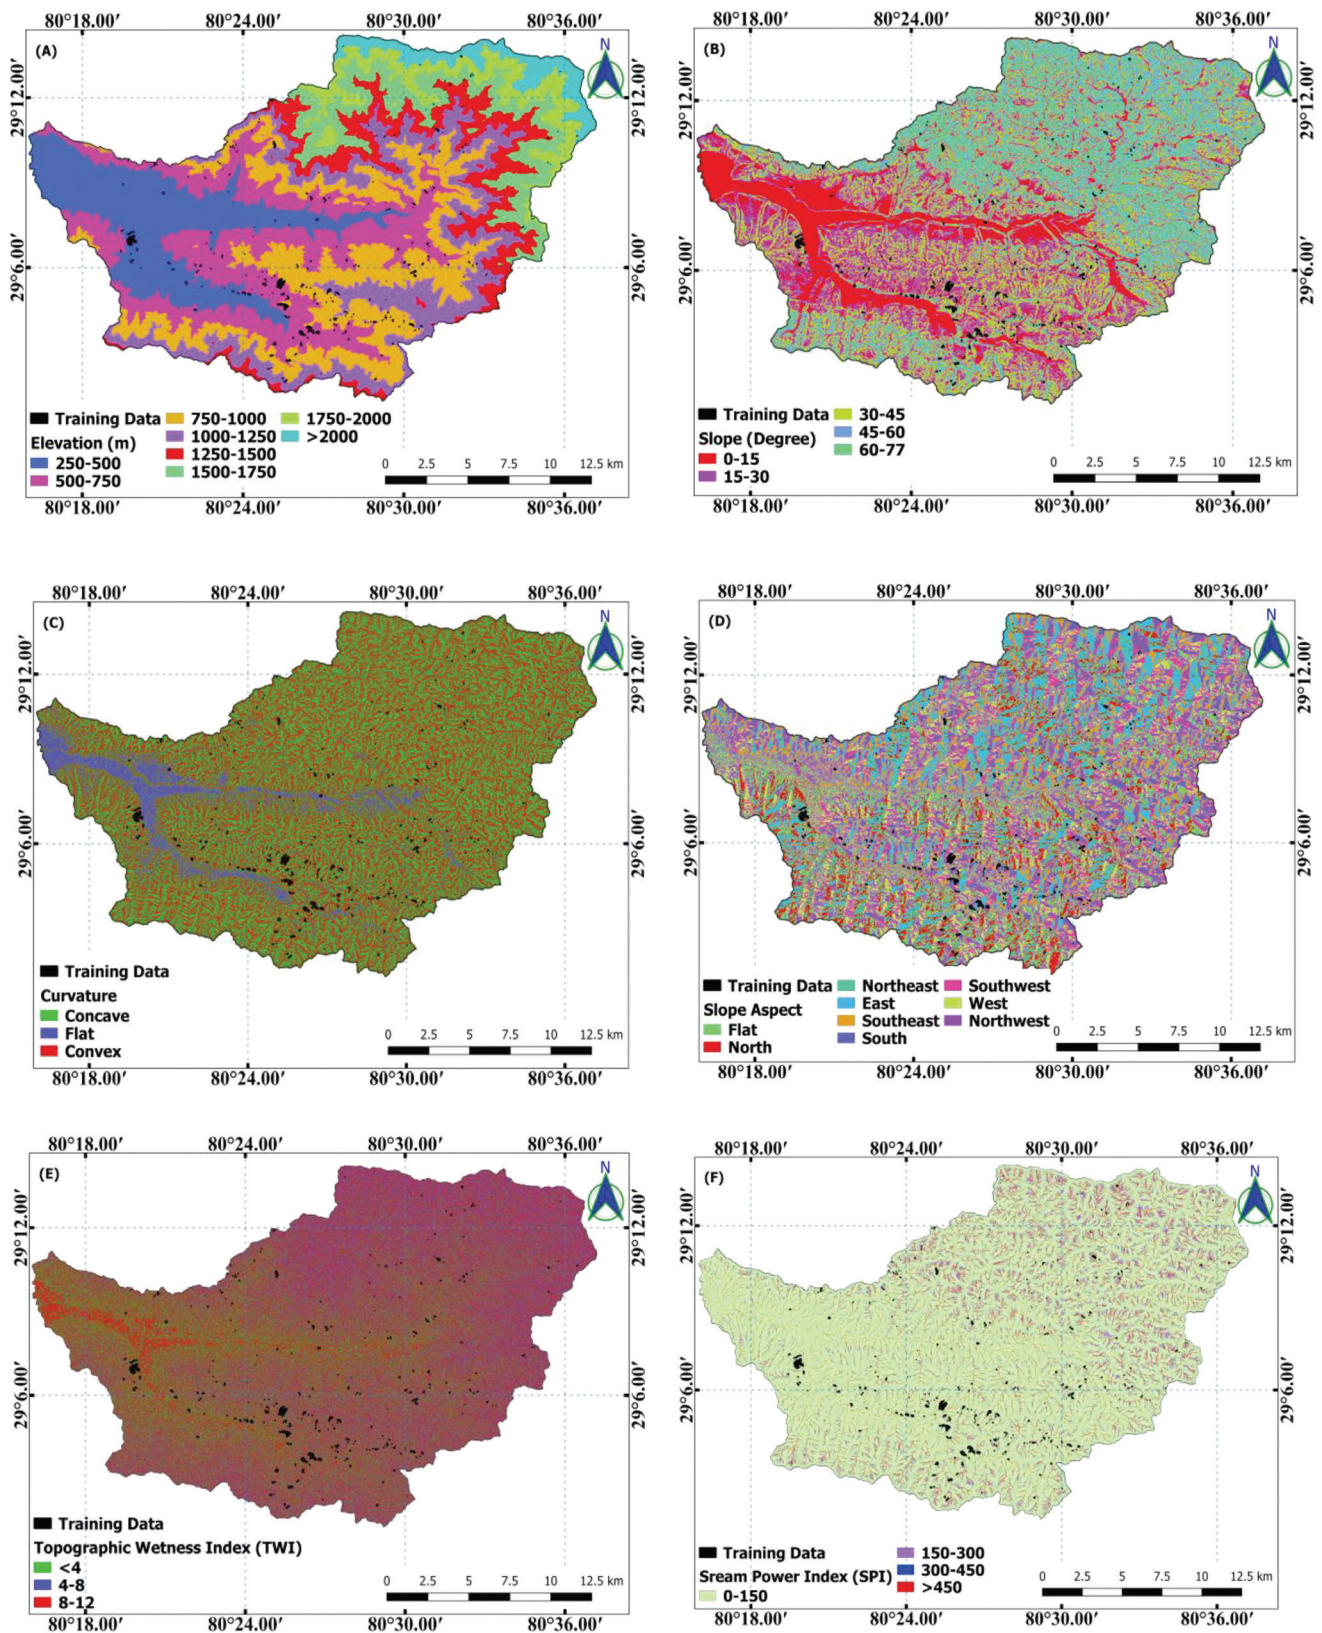 80°18.00′ 80°24.00′ 80°30.00′ 80°36.00′
(A)
N
29°12.00′ 29°12.00′
29°6.00′ 29°6.00′
Training Data 750-1000 1750-2000
Elevation (m) 1000-1250 >2000
250-500 1250-1500
500-750 1500-1750
0 2.5 5 7.5 10 12.5 km
80°18.00′ 80°24.00′ 80°30.00′ 80°36.00′
80°18.00′ 80°24.00′ 80°30.00′ 80°36.00′
(B)
N
29°12.00′ 29°12.00′
29°6.00′ 29°6.00′
Training Data 30-45
Slope (Degree) 45-60
0-15 60-77
15-30
0 2.5 5 7.5 10 12.5 km
80°18.00′ 80°24.00′ 80°30.00′ 80°36.00′
80°18.00′ 80°24.00′ 80°30.00′ 80°36.00′
(C)
N
29°12.00′ 29°12.00′
29°6.00′ 29°6.00′
Training Data
Curvature
Concave
Flat
Convex
0 2.5 5 7.5 10 12.5 km
80°18.00′ 80°24.00′ 80°30.00′ 80°36.00′
80°18.00′ 80°24.00′ 80°30.00′ 80°36.00′
(D)
N
29°12.00′ 29°12.00′
29°6.00′ 29°6.00′
Training Data Northeast Southwest
Slope Aspect East West
Flat Southeast Northwest
North South
0 2.5 5 7.5 10 12.5 km
80°18.00′ 80°24.00′ 80°30.00′ 80°36.00′
80°18.00′ 80°24.00′ 80°30.00′ 80°36.00′
(E)
N
29°12.00′ 29°12.00′
29°6.00′ 29°6.00′
Training Data
Topographic Wetness Index (TWI)
<4
4-8
8-12
0 2.5 5 7.5 10 12.5 km
80°18.00′ 80°24.00′ 80°30.00′ 80°36.00′
80°18.00′ 80°24.00′ 80°30.00′ 80°36.00′
(F)
N
29°12.00′ 29°12.00′
29°6.00′ 29°6.00′
Training Data 150-300
Sream Power Index (SPI) 300-450
0-150 >450
0 2.5 5 7.5 10 12.5 km
80°18.00′ 80°24.00′ 80°30.00′ 80°36.00′